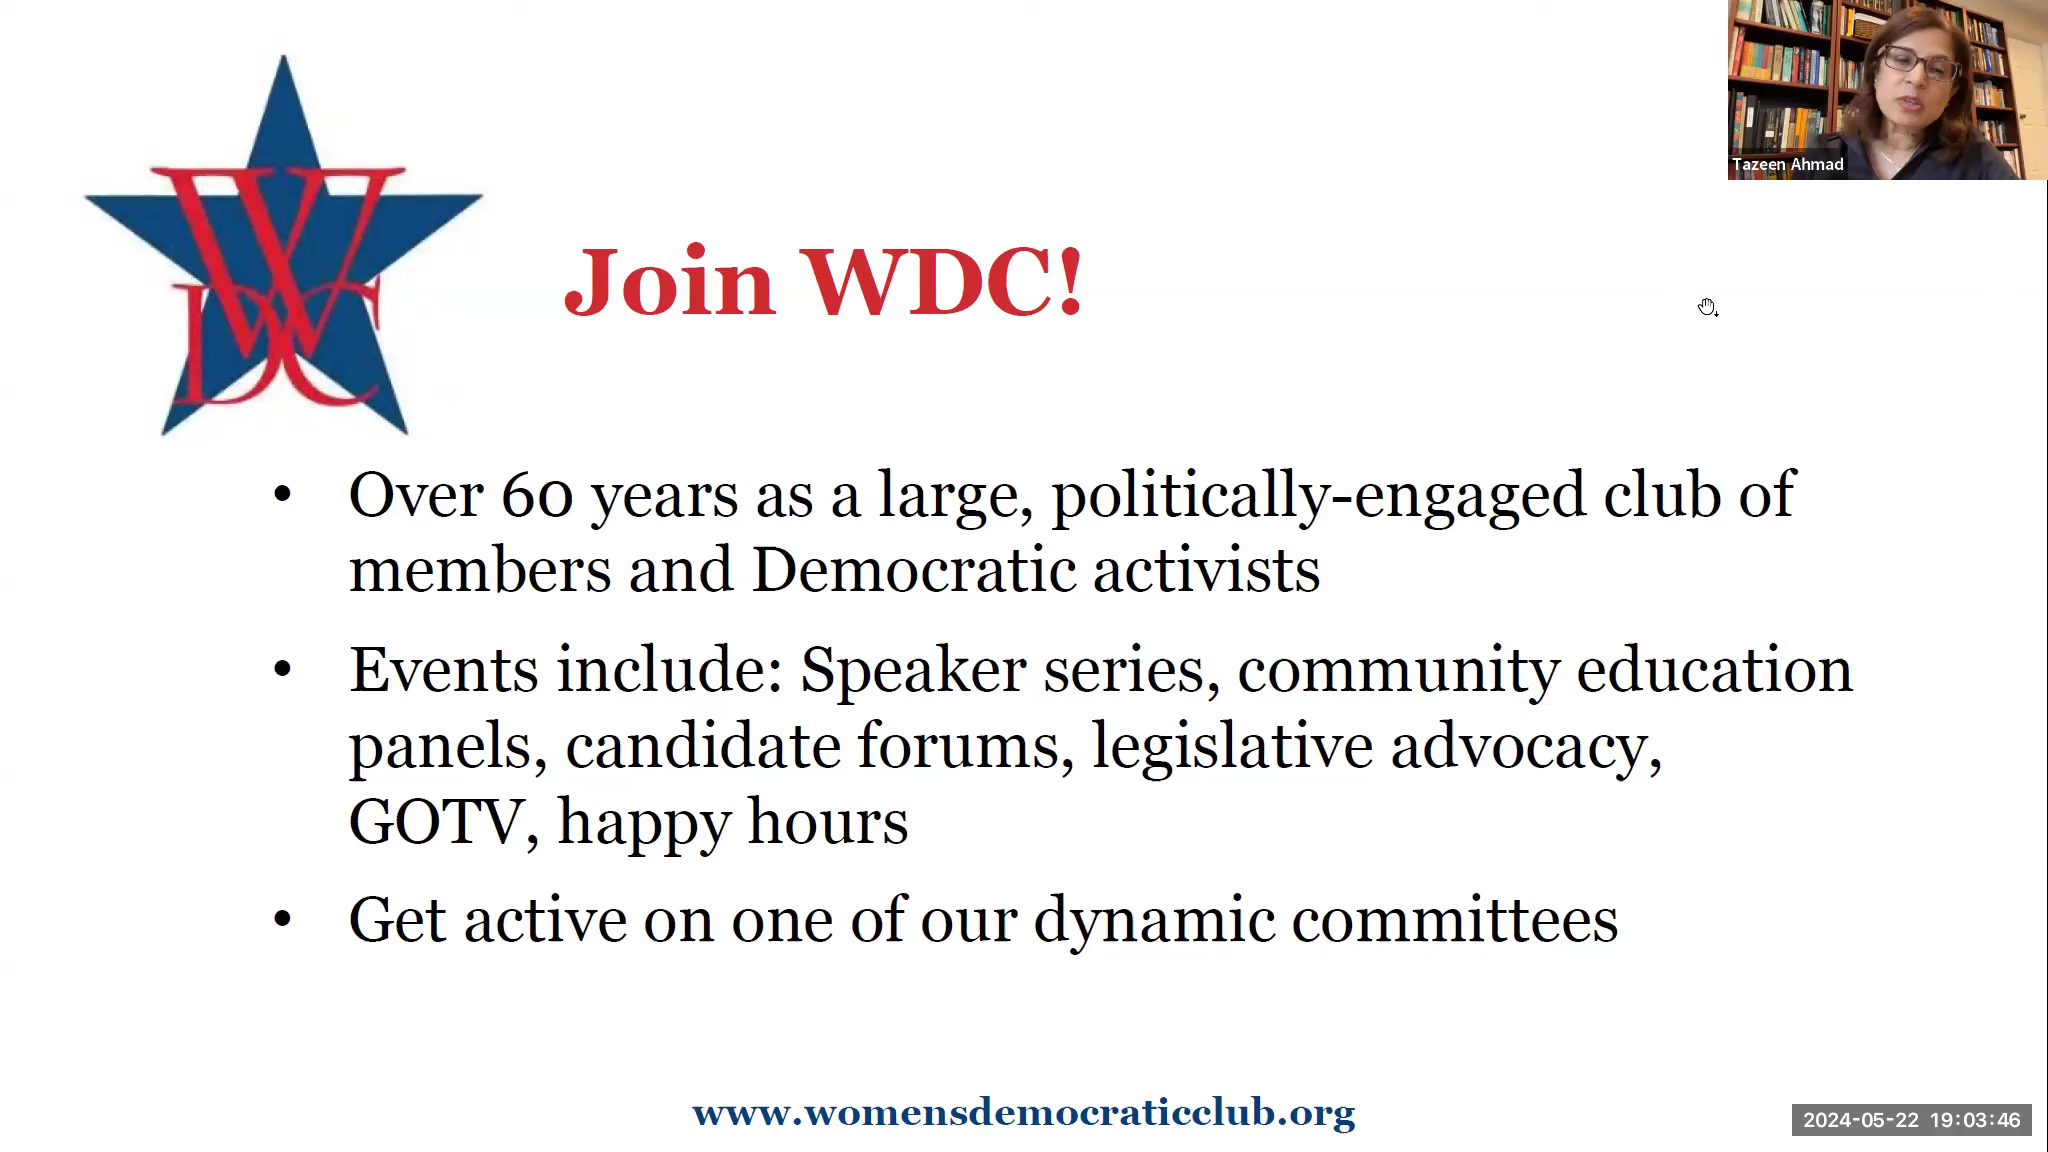 Tazeen Ahmad
WDC
Join WDC!
• Over 60 years as a large, politically-engaged club of
members and Democratic activists
• Events include: Speaker series, community education
panels, candidate forums, legislative advocacy,
GOTV, happy hours
• Get active on one of our dynamic committees
www.womensdemocraticclub.org
2024-05-22 19:03:46